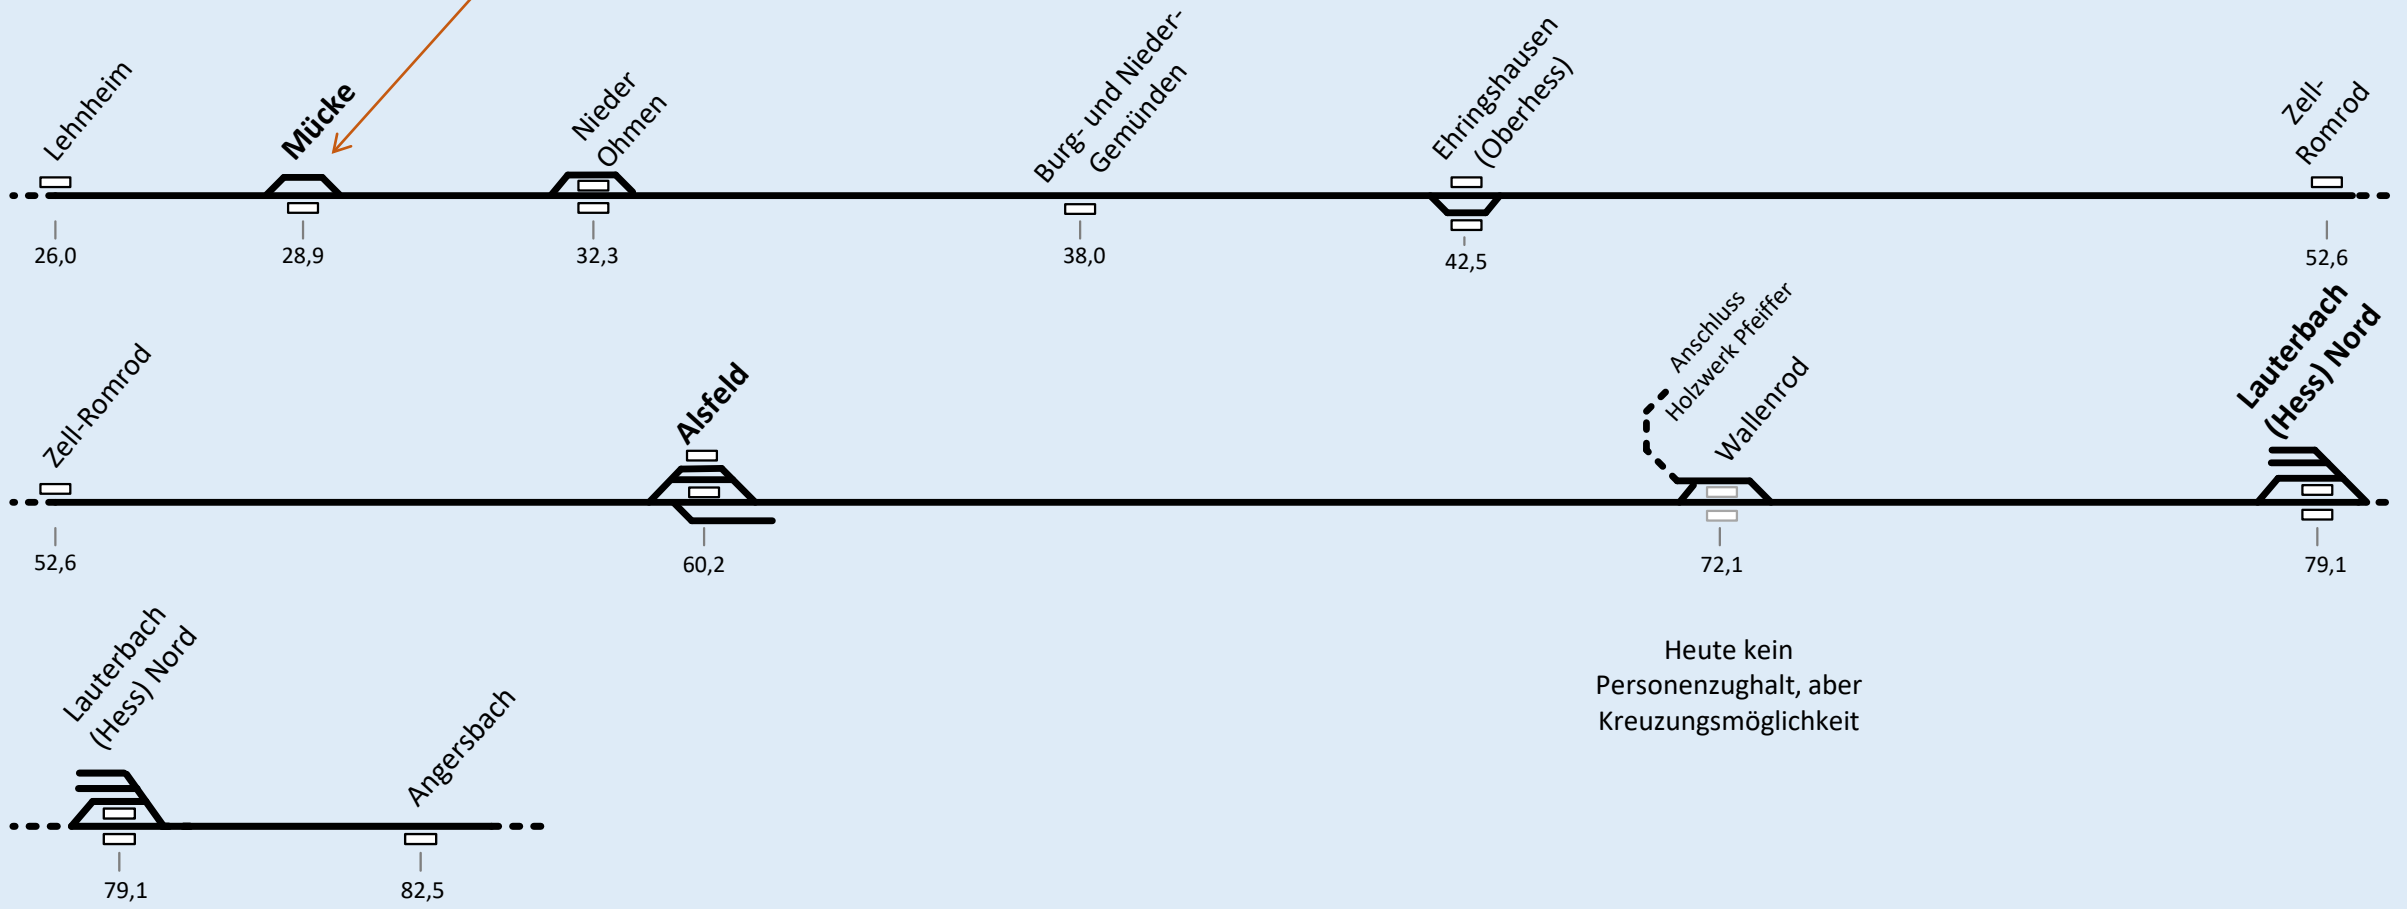 Lehnheim
Mücke
Nieder
Ohmen
Burg- und Nieder-
Gemünden
Ehringshausen
(Oberhess)
Zell-
Romrod
26,0
28,9
32,3
38,0
42,5
52,6
Zell-Romrod
Alsfeld
Anschluss
Holzwerk Pfeiffer
Wallenrod
Lauterbach
(Hess) Nord
52,6
60,2
72,1
79,1
Heute kein
Personenzughalt, aber
Kreuzungsmöglichkeit
Lauterbach
(Hess) Nord
Angersbach
79,1
82,5